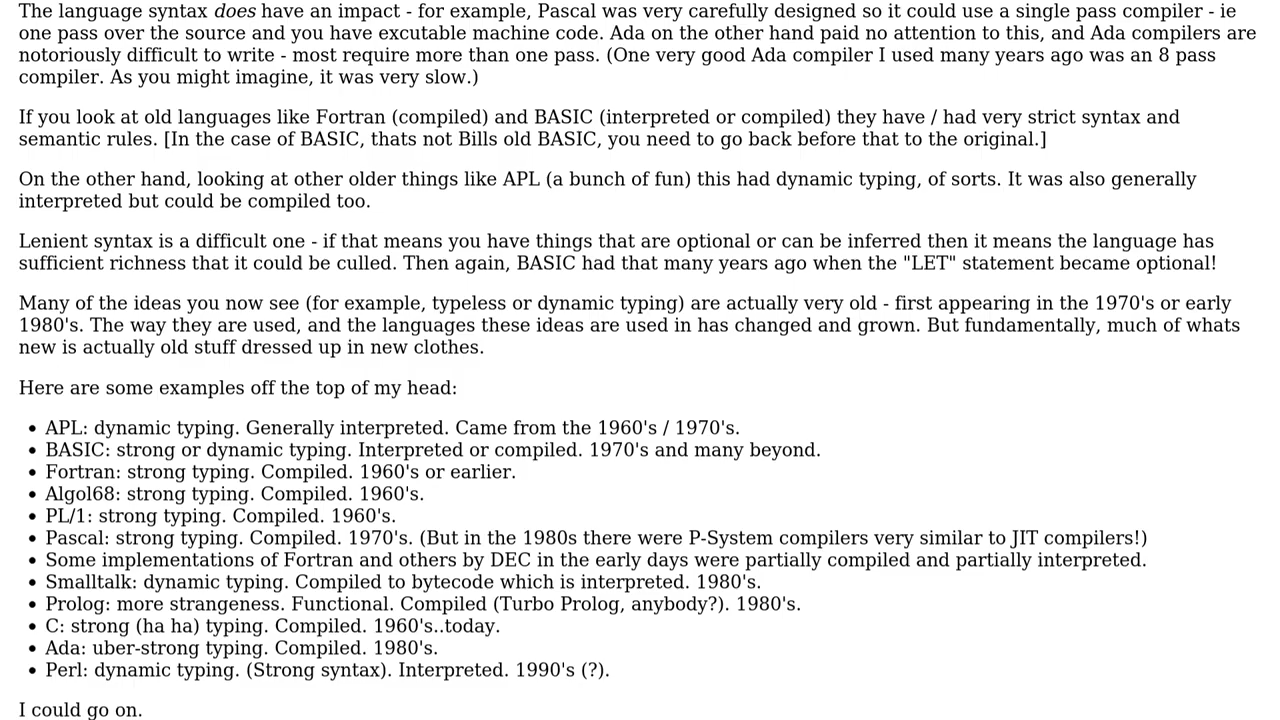 The language syntax does have an impact - for example, Pascal was very carefully designed so it could use a single pass compiler - ie
one pass over the source and you have excutable machine code. Ada on the other hand paid no attention to this, and Ada compilers are
notoriously difficult to write - most require more than one pass. (One very good Ada compiler I used many years ago was an 8 pass
compiler. As you might imagine, it was very slow.)
If you look at old languages like Fortran (compiled) and BASIC (interpreted or compiled) they have / had very strict syntax and
semantic rules. [In the case of BASIC, thats not Bills old BASIC, you need to go back before that to the original.]
On the other hand, looking at other older things like APL (a bunch of fun) this had dynamic typing, of sorts. It was also generally
interpreted but could be compiled too.
Lenient syntax is a difficult one - if that means you have things that are optional or can be inferred then it means the language has
sufficient richness that it could be culled. Then again, BASIC had that many years ago when the "LET" statement became optional!
Many of the ideas you now see (for example, typeless or dynamic typing) are actually very old - first appearing in the 1970's or early
1980's. The way they are used, and the languages these ideas are used in has changed and grown. But fundamentally, much of whats
new is actually old stuff dressed up in new clothes.
Here are some examples off the top of my head:
• APL: dynamic typing. Generally interpreted. Came from the 1960's / 1970's.
• BASIC: strong or dynamic typing. Interpreted or compiled. 1970's and many beyond.
• Fortran: strong typing. Compiled. 1960's or earlier.
• Algol68: strong typing. Compiled. 1960's.
• PL/1: strong typing. Compiled. 1960's.
• Pascal: strong typing. Compiled. 1970's. (But in the 1980s there were P-System compilers very similar to JIT compilers!)
• Some implementations of Fortran and others by DEC in the early days were partially compiled and partially interpreted.
• Smalltalk: dynamic typing. Compiled to bytecode which is interpreted. 1980's.
• Prolog: more strangeness. Functional. Compiled (Turbo Prolog, anybody?). 1980's.
• C: strong (ha ha) typing. Compiled. 1960's..today.
• Ada: uber-strong typing. Compiled. 1980's.
• Perl: dynamic typing. (Strong syntax). Interpreted. 1990's (?).
I could go on.